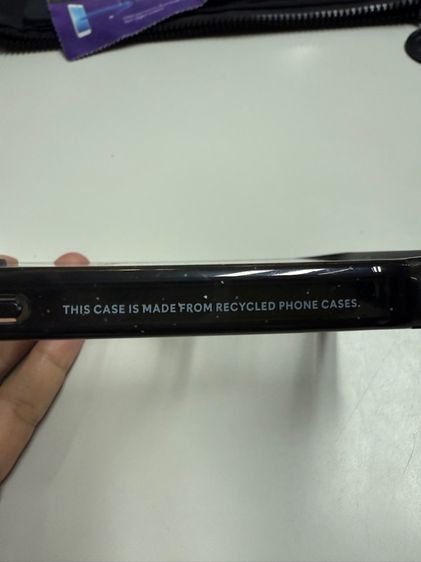 THIS CASE IS MADE FROM RECYCLED PHONE CASES.